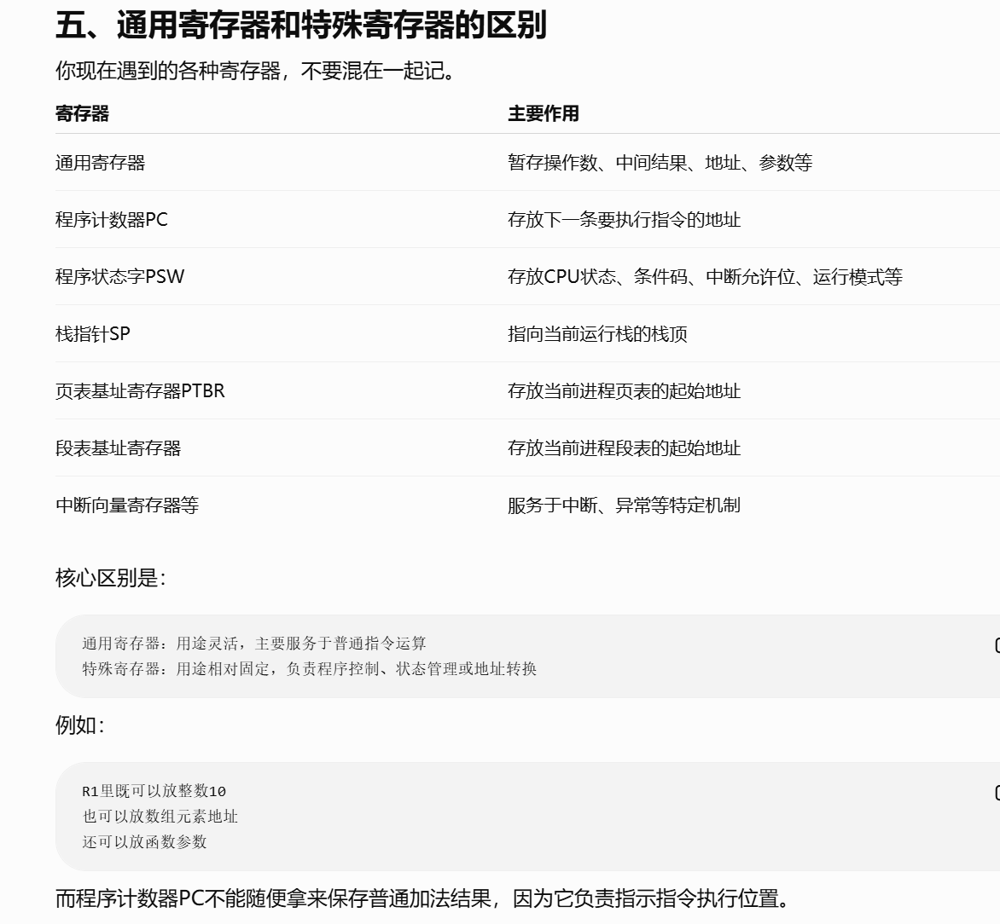 五、通用寄存器和特殊寄存器的区别
你现在遇到的各种寄存器，不要混在一起记。
寄存器 主要作用
通用寄存器 暂存操作数、中间结果、地址、参数等
程序计数器PC 存放下一条要执行指令的地址
程序状态字PSW 存放CPU状态、条件码、中断允许位、运行模式等
栈指针SP 指向当前运行栈的栈顶
页表基址寄存器PTBR 存放当前进程页表的起始地址
段表基址寄存器 存放当前进程段表的起始地址
中断向量寄存器等 服务于中断、异常等特定机制
核心区别是：
通用寄存器：用途灵活，主要服务于普通指令运算
特殊寄存器：用途相对固定，负责程序控制、状态管理或地址转换
例如：
R1里既可以放整数10
也可以放数组元素地址
还可以放函数参数
而程序计数器PC不能随便拿来保存普通加法结果，因为它负责指示指令执行位置。